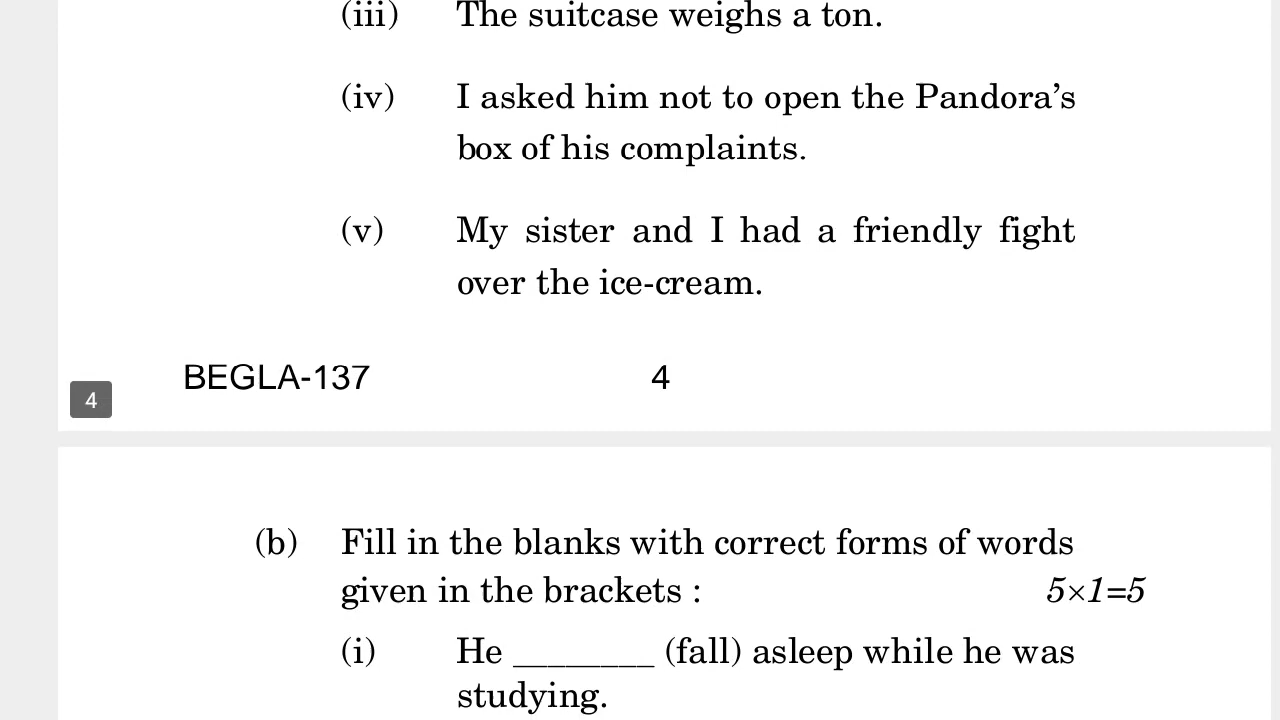 (iii) The suitcase weighs a ton.
(iv) I asked him not to open the Pandora’s
box of his complaints.
(v) My sister and I had a friendly fight
over the ice-cream.
BEGLA-137 4
4
(b) Fill in the blanks with correct forms of words
given in the brackets : 5×1=5
(i) He ________ (fall) asleep while he was
studying.